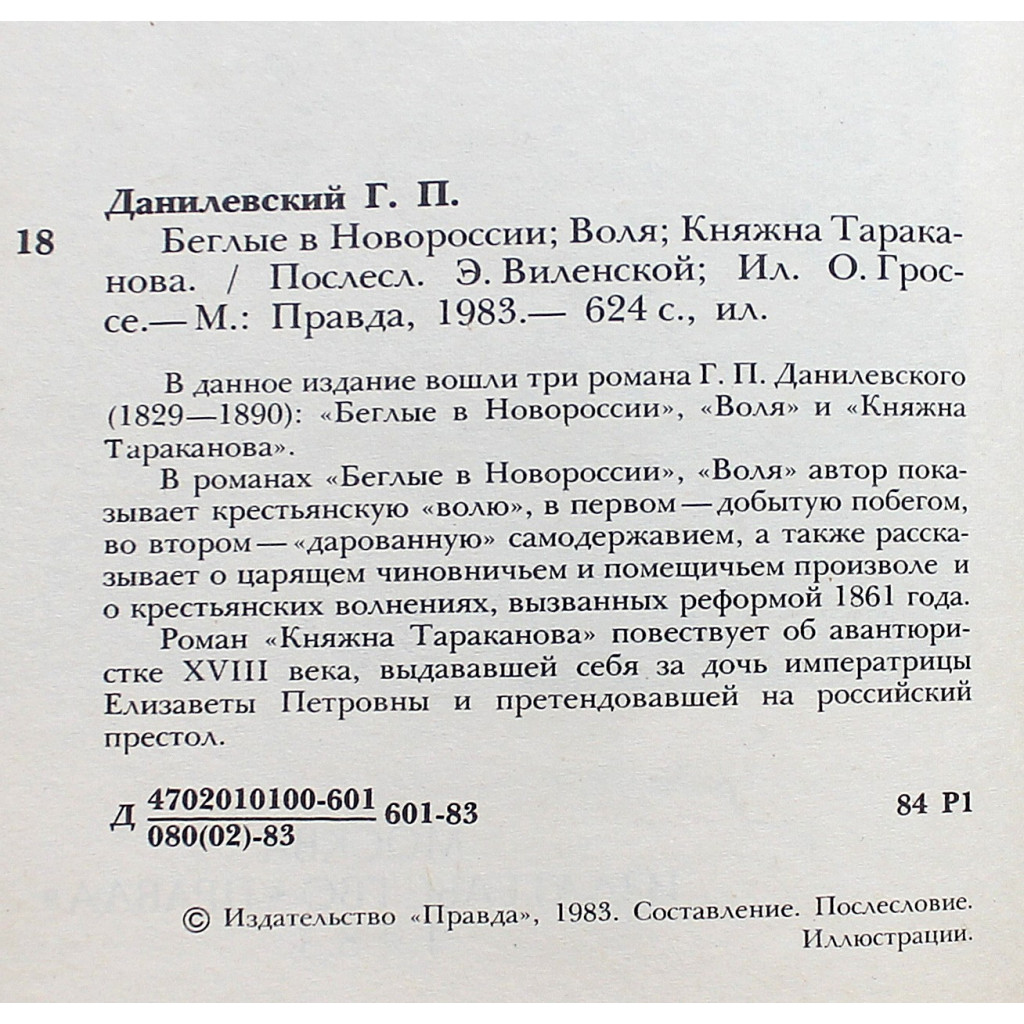 Данилевский Г. П.
18 Беглые в Новороссии; Воля; Княжна Тарака-
нова. / Послесл. Э. Виленской; Ил. О. Грос-
се.— М.: Правда, 1983.— 624 с., ил.
В данное издание вошли три романа Г. П. Данилевского
(1829—1890): «Беглые в Новороссии», «Воля» и «Княжна
Тараканова».
В романах «Беглые в Новороссии», «Воля» автор пока-
зывает крестьянскую «волю», в первом — добытую побегом,
во втором — «дарованную» самодержавием, а также расска-
зывает о царящем чиновничьем и помещичьем произволе и
о крестьянских волнениях, вызванных реформой 1861 года.
Роман «Княжна Тараканова» повествует об авантюри-
стке XVIII века, выдававшей себя за дочь императрицы
Елизаветы Петровны и претендовавшей на российский
престол.
Д 4702010100-601 601-83
080(02)-83
84 Р1
© Издательство «Правда», 1983. Составление. Послесловие.
Иллюстрации.